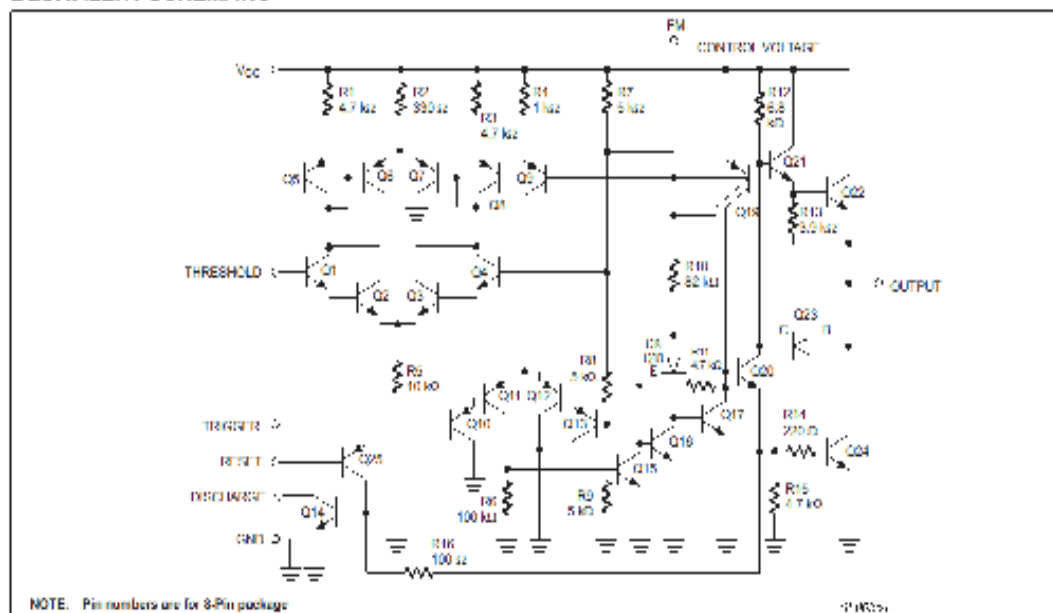 FM
CONTROL VOLTAGE
VCC
R1
4.7 kΩ
R2
330 Ω
R3
4.7 kΩ
R4
1 kΩ
R7
5 kΩ
R12
6.8
kΩ
Q5
Q6
Q7
Q8
Q9
Q19
Q21
Q22
R13
3.9 kΩ
THRESHOLD
Q1
Q2
Q3
Q4
R10
82 kΩ
OUTPUT
Q23
C
B
R5
10 kΩ
Q11
Q12
R8
5 kΩ
E
R11
4.7 kΩ
Q20
TRIGGER
Q10
Q13
Q16
Q17
R14
220 Ω
Q24
RESET
Q25
Q15
DISCHARGE
Q14
R6
100 kΩ
R9
5 kΩ
R15
4.7 kΩ
GND
R16
100 Ω
NOTE: Pin numbers are for 8-Pin package